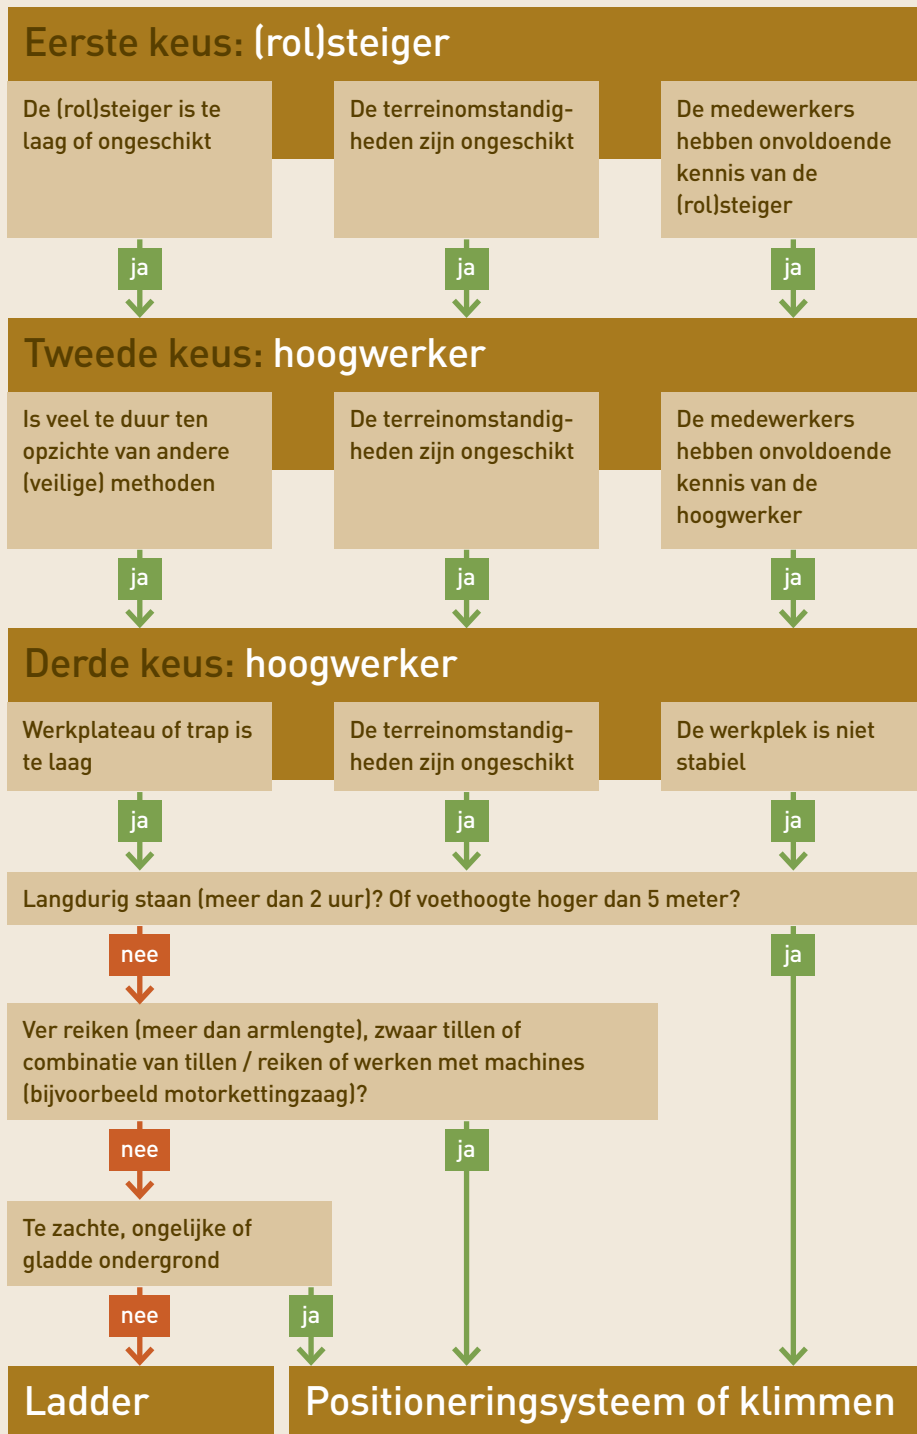 Eerste keus: (rol)steiger
De (rol)steiger is te
laag of ongeschikt
De terreinomstandig-
heden zijn ongeschikt
De medewerkers
hebben onvoldoende
kennis van de
(rol)steiger
ja
ja
ja
Tweede keus: hoogwerker
Is veel te duur ten
opzichte van andere
(veilige) methoden
De terreinomstandig-
heden zijn ongeschikt
De medewerkers
hebben onvoldoende
kennis van de
hoogwerker
ja
ja
ja
Derde keus: hoogwerker
Werkplateau of trap is
te laag
De terreinomstandig-
heden zijn ongeschikt
De werkplek is niet
stabiel
ja
ja
ja
Langdurig staan (meer dan 2 uur)? Of voethoogte hoger dan 5 meter?
nee
ja
Ver reiken (meer dan armlengte), zwaar tillen of
combinatie van tillen / reiken of werken met machines
(bijvoorbeeld motorkettingzaag)?
nee
ja
Te zachte, ongelijke of
gladde ondergrond
nee
ja
Ladder
Positioneringsysteem of klimmen